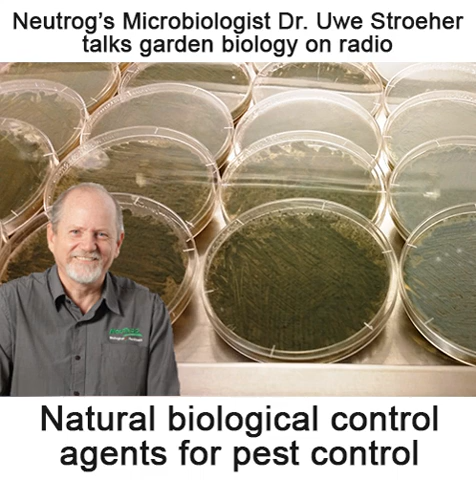 Neutrog's Microbiologist Dr. Uwe Stroeher
talks garden biology on radio
Natural biological control
agents for pest control